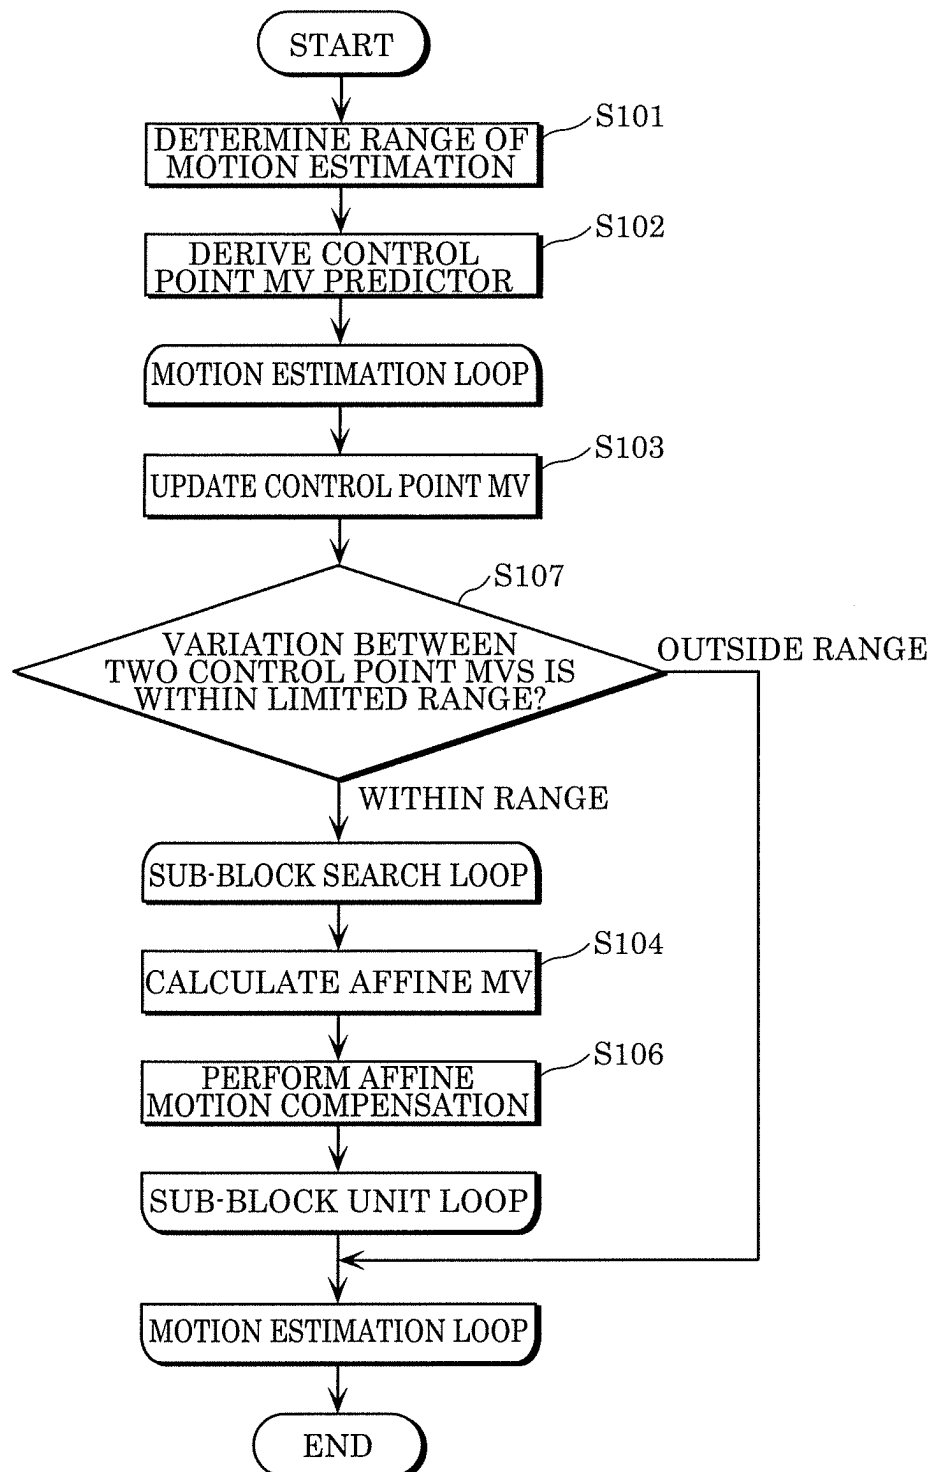 START
S101
DETERMINE RANGE OF
MOTION ESTIMATION
S102
DERIVE CONTROL
POINT MV PREDICTOR
MOTION ESTIMATION LOOP
S103
UPDATE CONTROL POINT MV
S107
VARIATION BETWEEN
TWO CONTROL POINT MVS IS
WITHIN LIMITED RANGE?
OUTSIDE RANGE
WITHIN RANGE
SUB-BLOCK SEARCH LOOP
S104
CALCULATE AFFINE MV
S106
PERFORM AFFINE
MOTION COMPENSATION
SUB-BLOCK UNIT LOOP
MOTION ESTIMATION LOOP
END